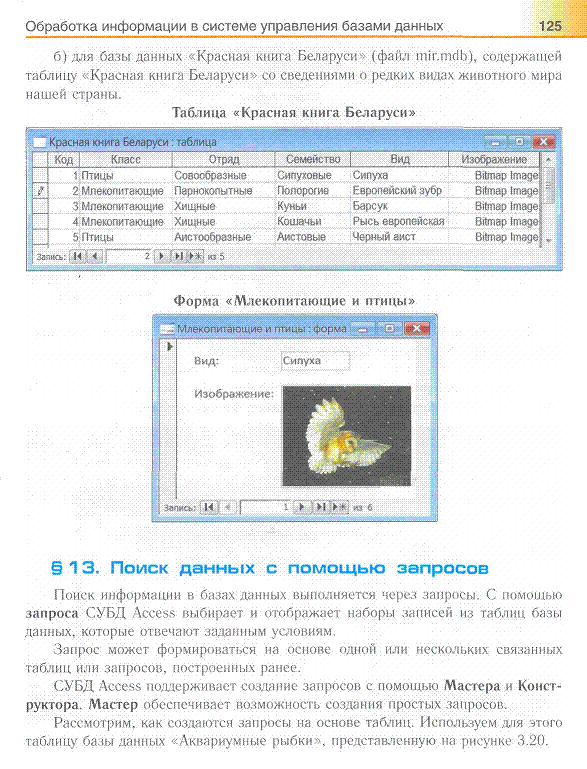 Обработка информации в системе управления базами данных 125
б) для базы данных «Красная книга Беларуси» (файл mir.mdb), содержащей
таблицу «Красная книга Беларуси» со сведениями о редких видах животного мира
нашей страны.
Таблица «Красная книга Беларуси»
Красная книга Беларуси : таблица
Код Класс Отряд Семейство Вид Изображение
1 Птицы Совообразные Сипуховые Сипуха Bitmap Image
2 Млекопитающие Парнокопытные Полорогие Европейский зубр Bitmap Image
3 Млекопитающие Хищные Куньи Барсук Bitmap Image
4 Млекопитающие Хищные Кошачьи Рысь европейская Bitmap Image
5 Птицы Аистообразные Аистовые Черный аист Bitmap Image
Запись: 2 из 5
Форма «Млекопитающие и птицы»
Млекопитающие и птицы : форма
Вид: Сипуха
Изображение:
Запись: 1 из 6
§ 13. Поиск данных с помощью запросов
Поиск информации в базах данных выполняется через запросы. С помощью
запроса СУБД Access выбирает и отображает наборы записей из таблиц базы
данных, которые отвечают заданным условиям.
Запрос может формироваться на основе одной или нескольких связанных
таблиц или запросов, построенных ранее.
СУБД Access поддерживает создание запросов с помощью Мастера и Конст-
руктора. Мастер обеспечивает возможность создания простых запросов.
Рассмотрим, как создаются запросы на основе таблиц. Используем для этого
таблицу базы данных «Аквариумные рыбки», представленную на рисунке 3.20.